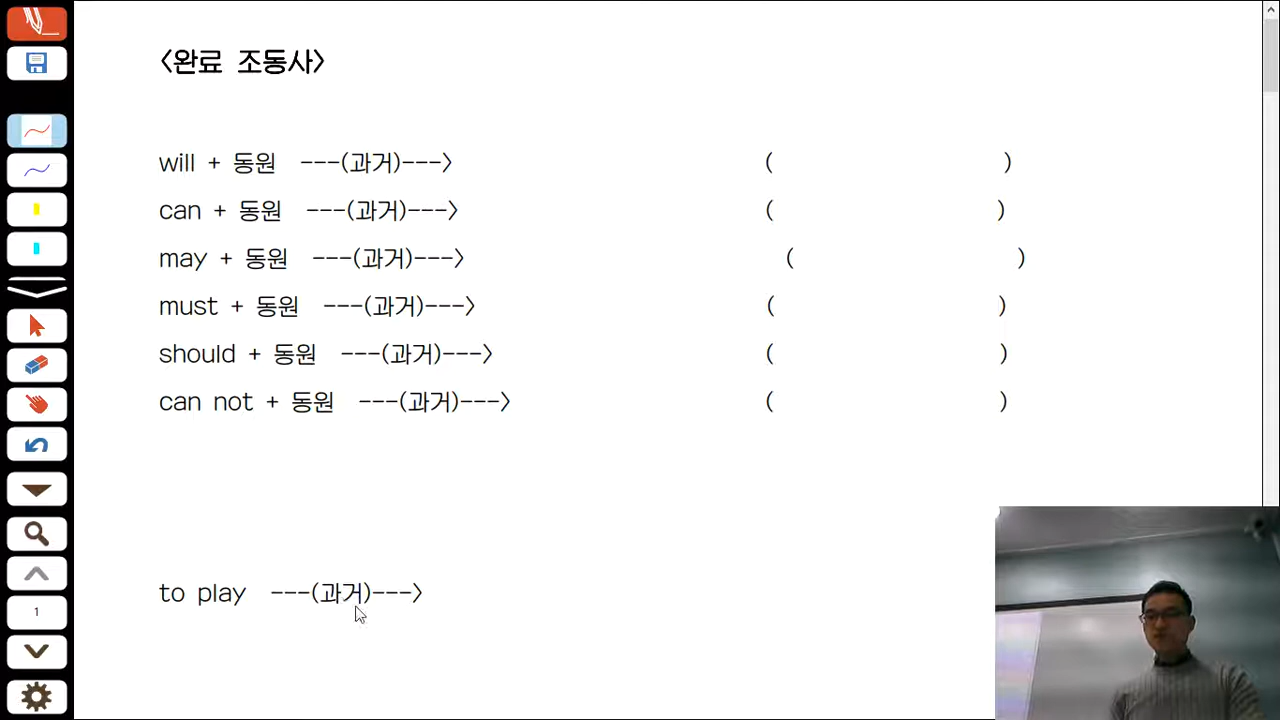 <완료 조동사>
will + 동원 ---(과거)---> ( )
can + 동원 ---(과거)---> ( )
may + 동원 ---(과거)---> ( )
must + 동원 ---(과거)---> ( )
should + 동원 ---(과거)---> ( )
can not + 동원 ---(과거)---> ( )
to play ---(과거)--->
1